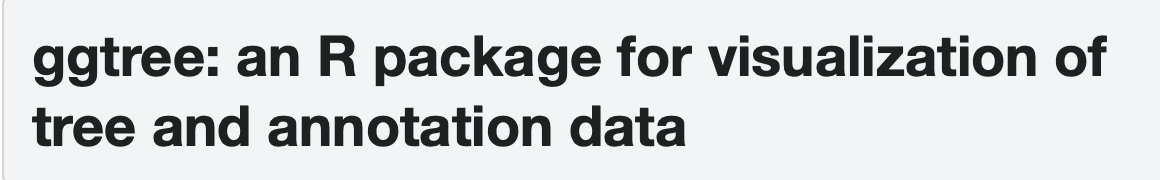 ggtree: an R package for visualization of
tree and annotation data